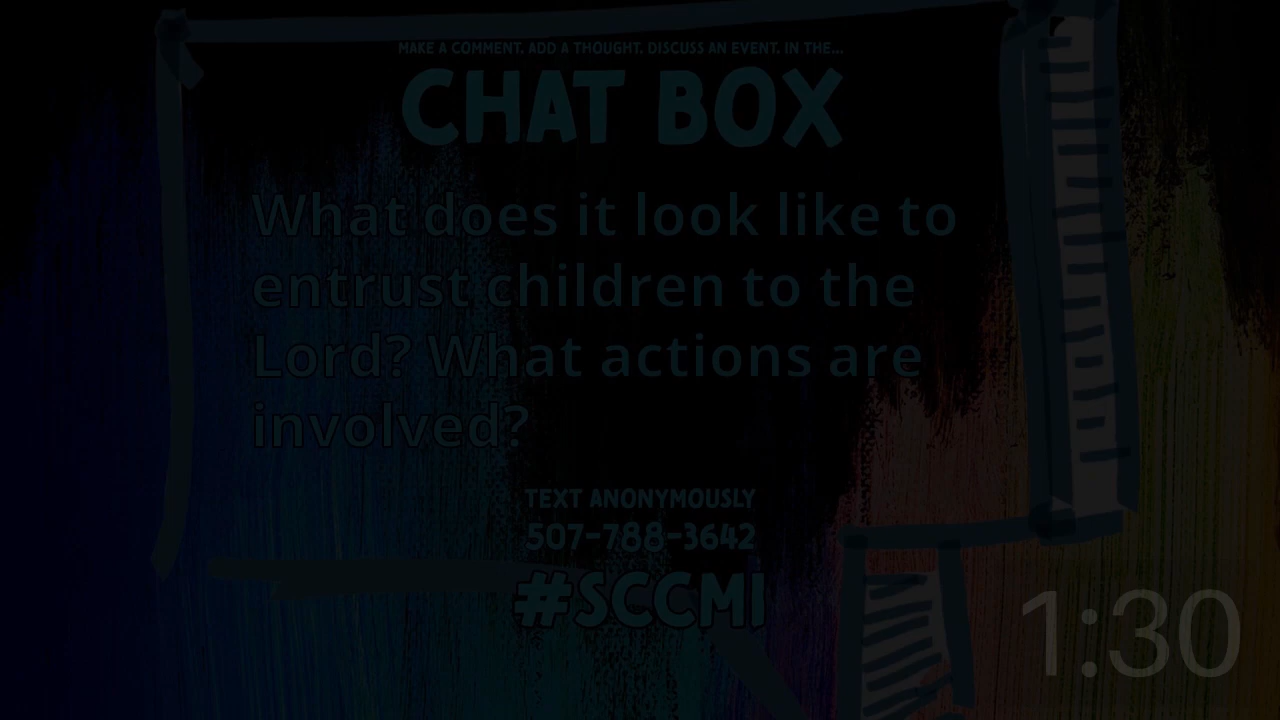 MAKE A COMMENT. ADD A THOUGHT. DISCUSS AN EVENT. IN THE...
CHAT BOX
What does it look like to
entrust children to the
Lord? What actions are
involved?
TEXT ANONYMOUSLY
507-788-3642
#SCCMI
1:30